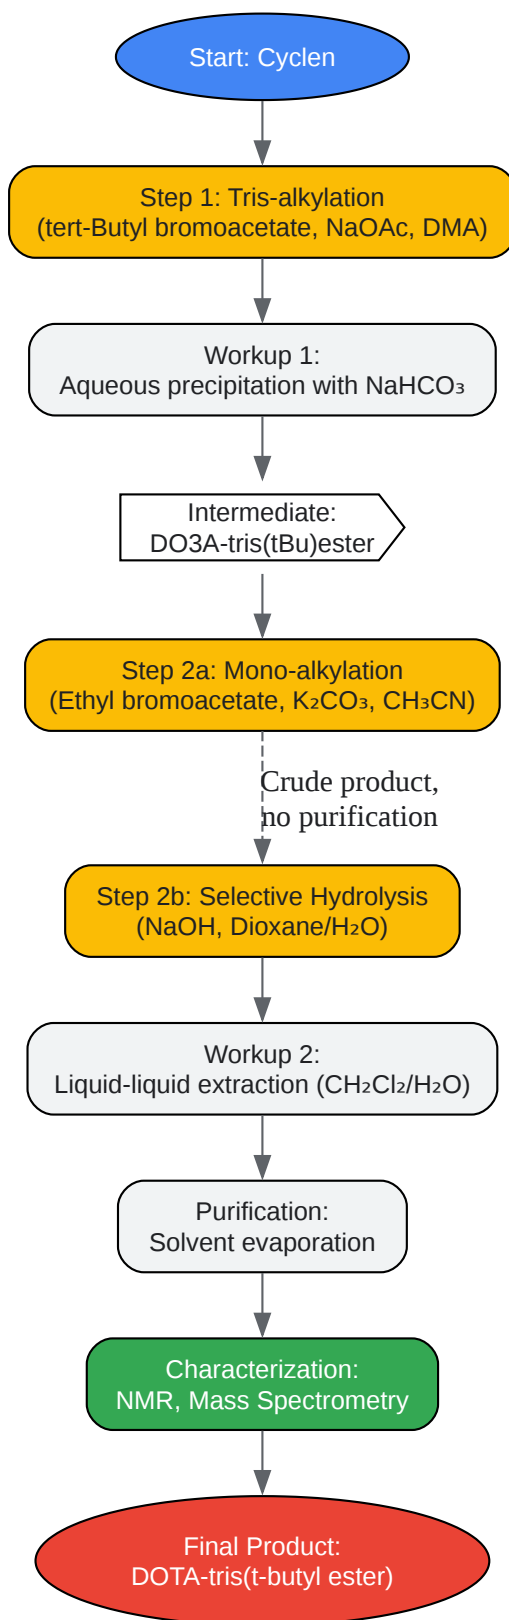 Start: Cyclen
Step 1: Tris-alkylation
(tert-Butyl bromoacetate, NaOAc, DMA)
Workup 1:
Aqueous precipitation with NaHCO₃
Intermediate:
DO3A-tris(tBu)ester
Step 2a: Mono-alkylation
(Ethyl bromoacetate, K₂CO₃, CH₃CN)
Crude product,
no purification
Step 2b: Selective Hydrolysis
(NaOH, Dioxane/H₂O)
Workup 2:
Liquid-liquid extraction (CH₂Cl₂/H₂O)
Purification:
Solvent evaporation
Characterization:
NMR, Mass Spectrometry
Final Product:
DOTA-tris(t-butyl ester)